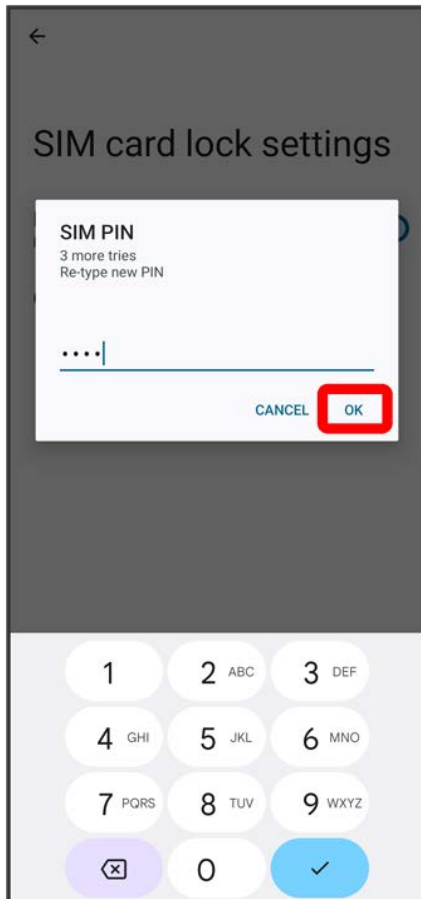 SIM card lock settings
SIM PIN
3 more tries
Re-type new PIN
CANCEL OK
1 2 ABC 3 DEF
4 GHI 5 JKL 6 MNO
7 PQRS 8 TUV 9 WXYZ
0